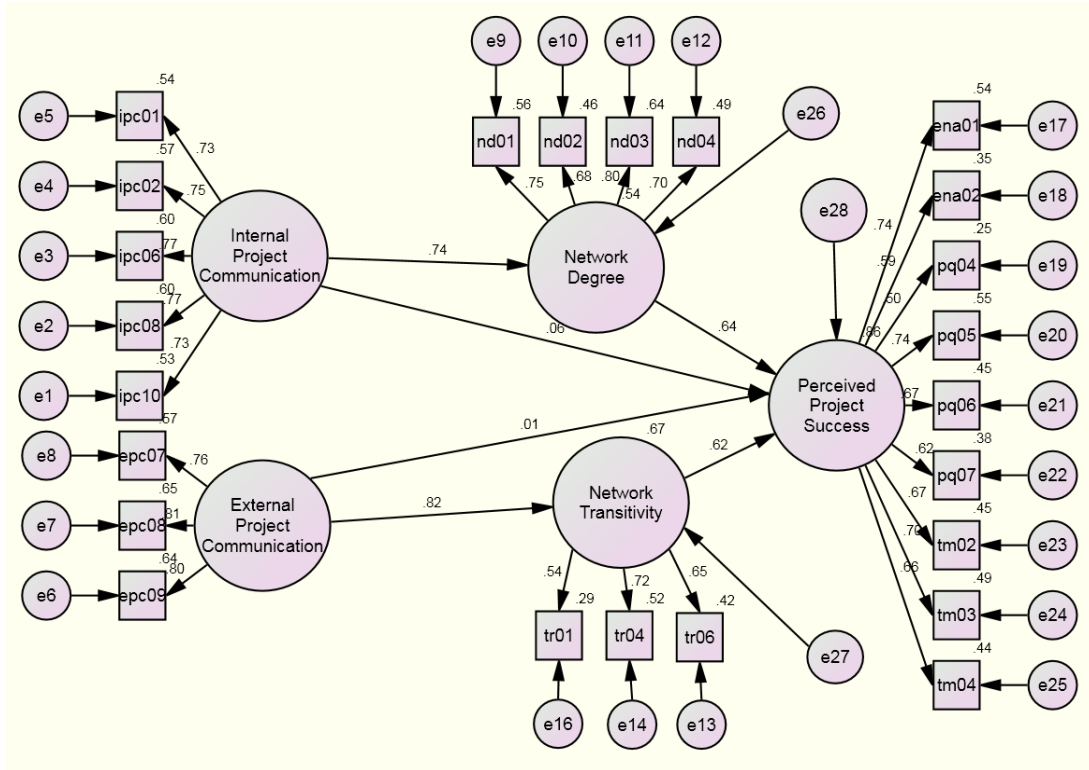 e9
e10
e11
e12
.56
.46
.64
.49
nd01
nd02
nd03
nd04
.75
.68
.80
.70
.54
e26
e5
ipc01
.54
.73
e4
ipc02
.57
.75
e3
ipc06
.60
.77
e2
ipc08
.60
.77
e1
ipc10
.53
.73
Internal
Project
Communication
.74
Network
Degree
.06
.64
e28
e8
epc07
.57
.76
e7
epc08
.65
.81
e6
epc09
.64
.80
External
Project
Communication
.01
.82
.67
Network
Transitivity
.62
.54
.72
.65
.29
.52
.42
tr01
tr04
tr06
e16
e14
e13
e27
Perceived
Project
Success
.86
.54
ena01
e17
.74
.35
ena02
e18
.59
.25
pq04
e19
.50
.55
pq05
e20
.74
.45
pq06
e21
.67
.38
pq07
e22
.62
.45
tm02
e23
.67
.49
tm03
e24
.70
.44
tm04
e25
.66